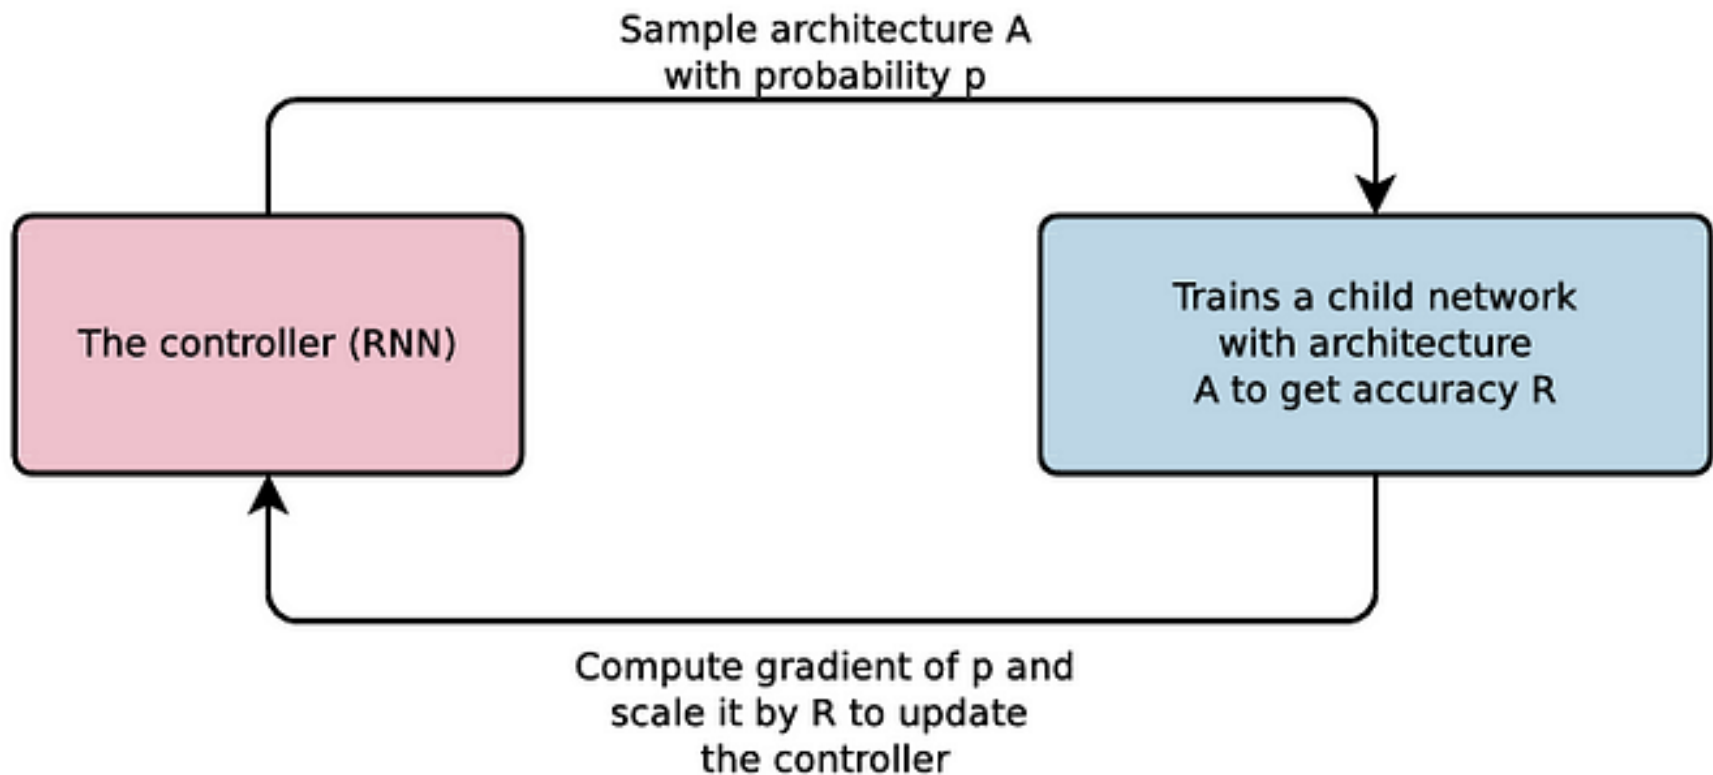 Sample architecture A
with probability p
The controller (RNN)
Trains a child network
with architecture
A to get accuracy R
Compute gradient of p and
scale it by R to update
the controller